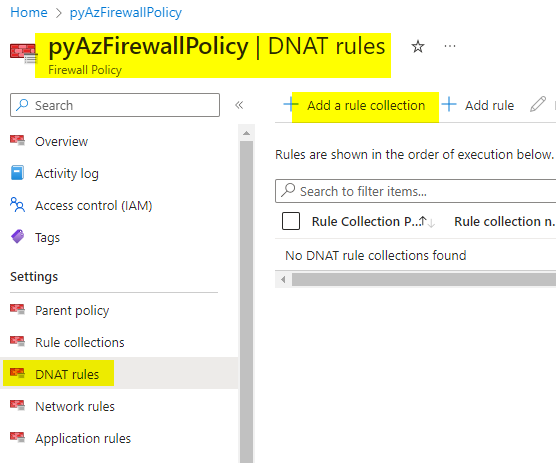 Home > pyAzFirewallPolicy
pyAzFirewallPolicy | DNAT rules ☆ ...
Firewall Policy
Search «
+ Add a rule collection + Add rule
Overview
Activity log
Access control (IAM)
Tags
Settings
Parent policy
Rule collections
DNAT rules
Network rules
Application rules
Rules are shown in the order of execution below.
Search to filter items...
Rule Collection P...↑↓ Rule collection n.
No DNAT rule collections found